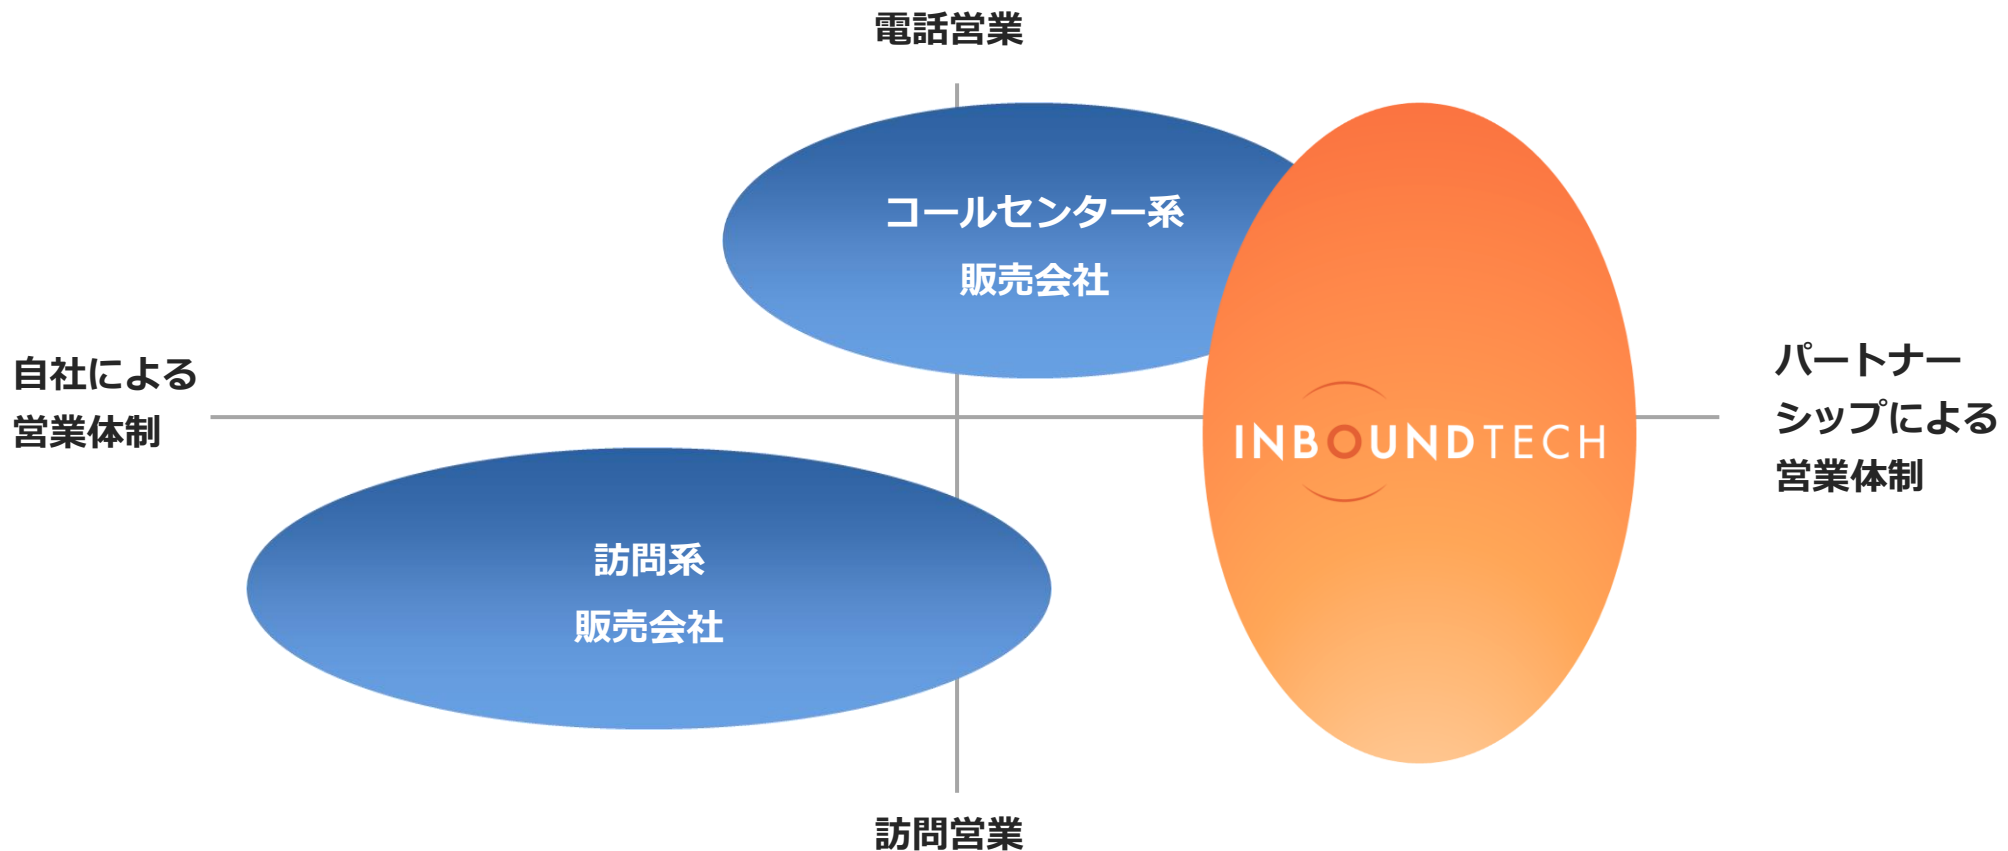 電話営業
コールセンター系
販売会社
自社による
営業体制
パートナー
シップによる
営業体制
INBOUNDTECH
訪問系
販売会社
訪問営業